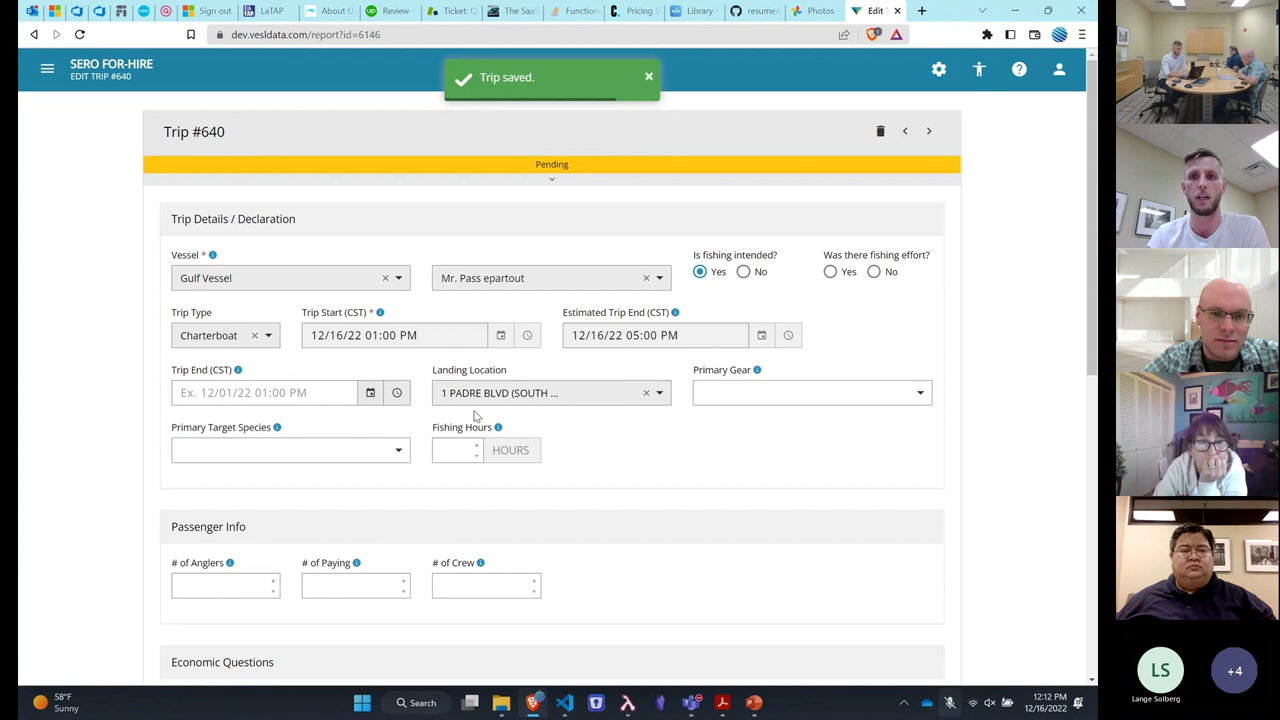 Sign out
LaTAP
About U
Review -
Ticket; Q
The SaaS
Function
Pricing S
Library -
resume/
Photos -
Edit T
dev.vesldata.com/report?id=6146
SERO FOR-HIRE
EDIT TRIP #640
Trip saved.
Trip #640
Pending
Trip Details / Declaration
Vessel * Is fishing intended? Was there fishing effort?
Gulf Vessel Mr. Pass epartout Yes No Yes No
Trip Type Trip Start (CST) * Estimated Trip End (CST)
Charterboat 12/16/22 01:00 PM 12/16/22 05:00 PM
Trip End (CST) Landing Location Primary Gear
Ex. 12/01/22 01:00 PM 1 PADRE BLVD (SOUTH ...
Primary Target Species Fishing Hours
HOURS
Passenger Info
# of Anglers # of Paying # of Crew
Economic Questions
LS
+4
Lange Solberg
58°F
Sunny
Search
12:12 PM
12/16/2022